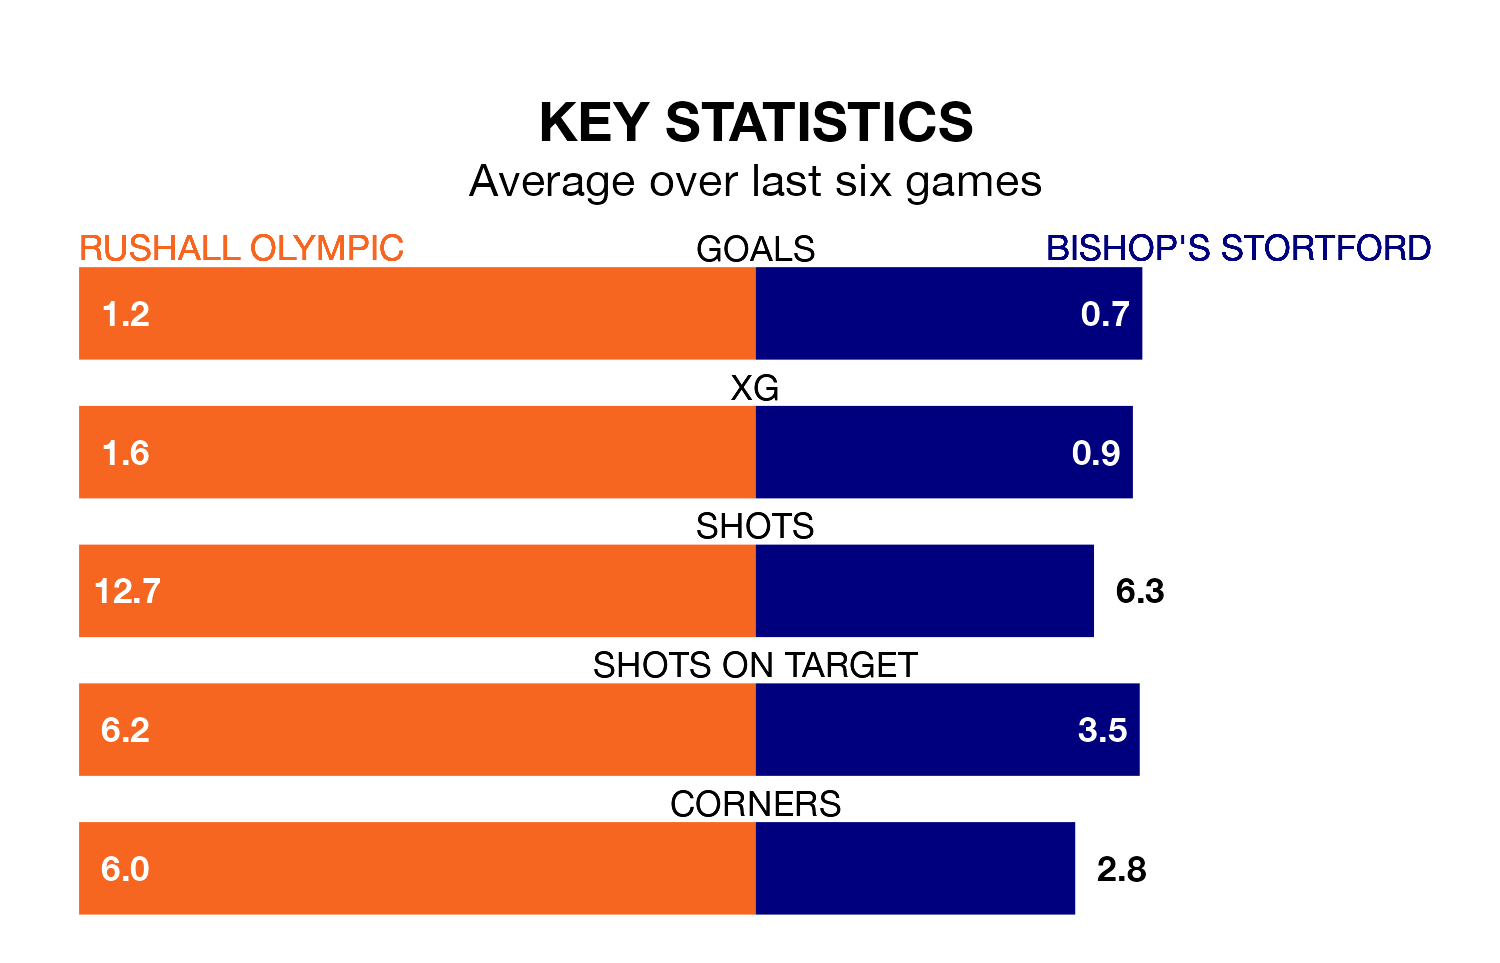 KEY STATISTICS
Average over last six games
RUSHALL OLYMPIC GOALS BISHOP'S STORTFORD
1.2 0.7
XG
1.6 0.9
SHOTS
12.7 6.3
SHOTS ON TARGET
6.2 3.5
CORNERS
6.0 2.8